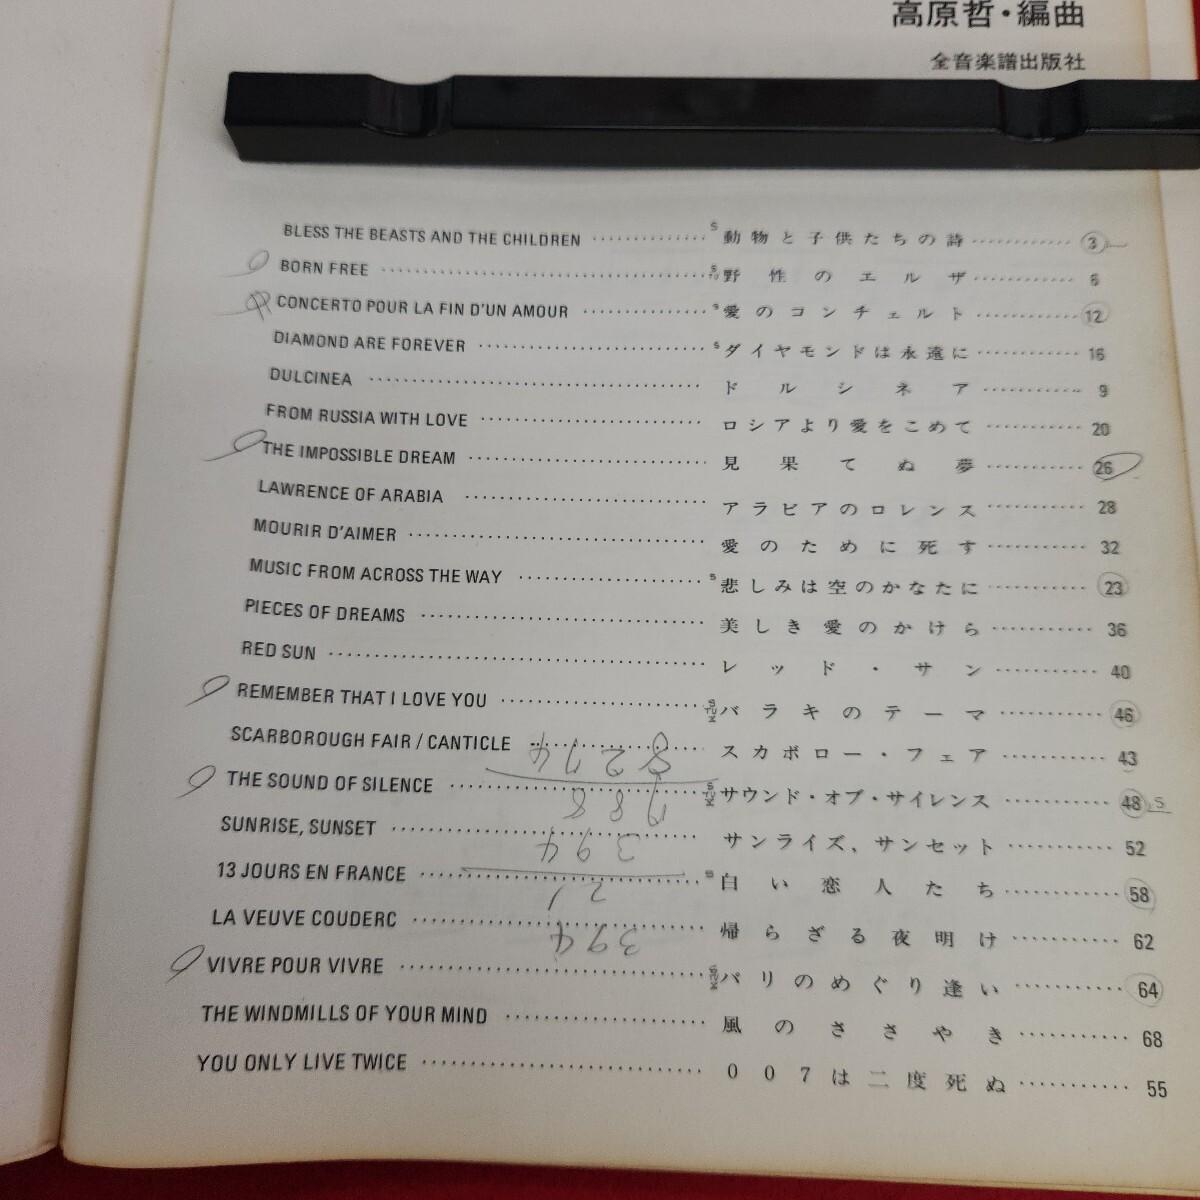 高原哲・編曲
全音楽譜出版社
BLESS THE BEASTS AND THE CHILDREN ············ S 動物と子供たちの詩 ············ 3
BORN FREE ············ 野性のエルザ ············ 6
CONCERTO POUR LA FIN D'UN AMOUR ············ S 愛のコンチェルト ············ 12
DIAMOND ARE FOREVER ············ S ダイヤモンドは永遠に ············ 16
DULCINEA ············ ドルシネア ············ 9
FROM RUSSIA WITH LOVE ············ ロシアより愛をこめて ············ 20
THE IMPOSSIBLE DREAM ············ 見果てぬ夢 ············ 26
LAWRENCE OF ARABIA ············ アラビアのロレンス ············ 28
MOURIR D'AIMER ············ 愛のために死す ············ 32
MUSIC FROM ACROSS THE WAY ············ S 悲しみは空のかなたに ············ 23
PIECES OF DREAMS ············ 美しき愛のかけら ············ 36
RED SUN ············ レッド・サン ············ 40
REMEMBER THAT I LOVE YOU ············ バラキのテーマ ············ 46
SCARBOROUGH FAIR / CANTICLE ············ スカボロー・フェア ············ 43
THE SOUND OF SILENCE ············ サウンド・オブ・サイレンス ············ 48 S
SUNRISE, SUNSET ············ サンライズ、サンセット ············ 52
13 JOURS EN FRANCE ············ 白い恋人たち ············ 58
LA VEUVE COUDERC ············ 帰らざる夜明け ············ 62
VIVRE POUR VIVRE ············ パリのめぐり逢い ············ 64
THE WINDMILLS OF YOUR MIND ············ 風のささやき ············ 68
YOU ONLY LIVE TWICE ············ 007は二度死ぬ ············ 55
394
21
394
788
8274